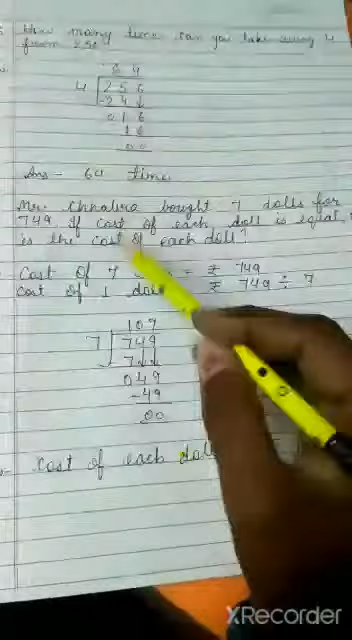 How many times can you take away 4
from 256
64
4 256
-24↓
016
16
00
Ans - 64 time
Mr. Chhabra bought 7 dolls for
749. If cost of each doll is equal,
is the cost of each doll?
Cost of 7 = ₹ 749
Cost of 1 doll ₹ 749 ÷ 7
107
7 749
7↓↓
049
-49
00
cost of each doll
XRecorder